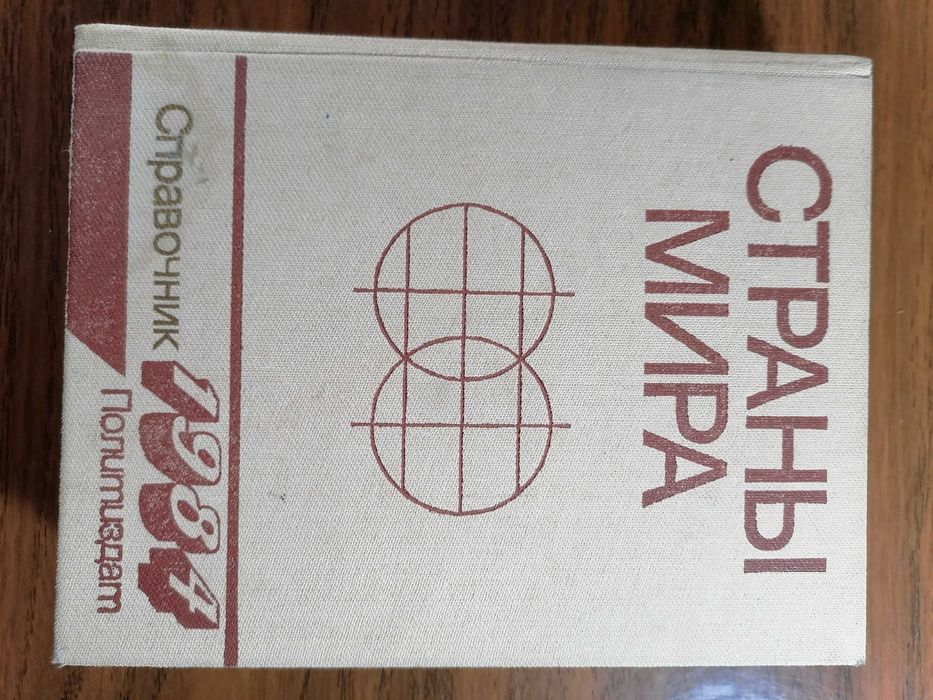 СТРАНЫ
МИРА
Справочник
1984
Политиздат